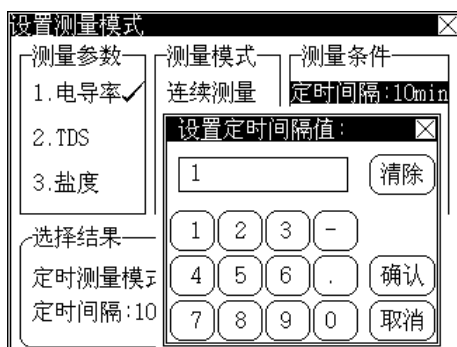 设置测量模式
测量参数
测量模式
测量条件
1.电导率✓
连续测量
定时间隔:10min
2.TDS
3.盐度
设置定时间隔值:
1
清除
1 2 3 -
4 5 6 .
确认
7 8 9 0
取消
选择结果
定时测量模式
定时间隔:10